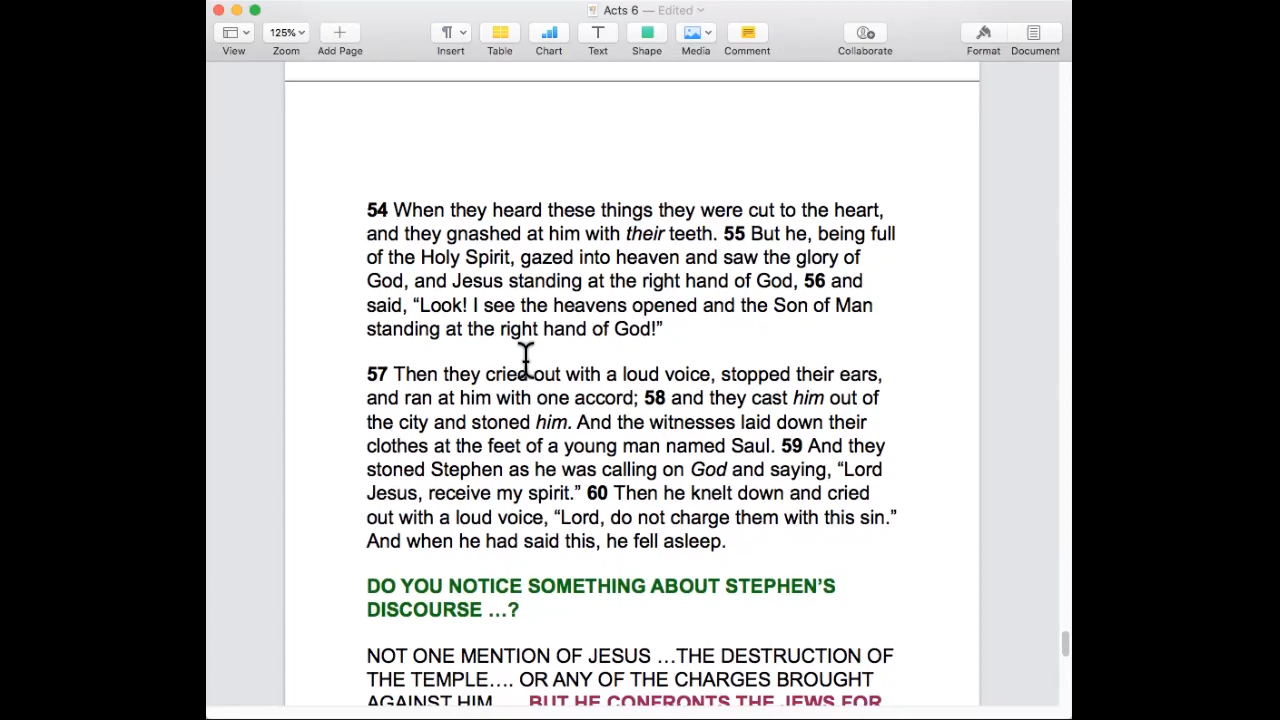 Acts 6 — Edited
125%
View
Zoom
Add Page
Insert
Table
Chart
Text
Shape
Media
Comment
Collaborate
Format
Document
54 When they heard these things they were cut to the heart,
and they gnashed at him with their teeth. 55 But he, being full
of the Holy Spirit, gazed into heaven and saw the glory of
God, and Jesus standing at the right hand of God, 56 and
said, “Look! I see the heavens opened and the Son of Man
standing at the right hand of God!”
57 Then they cried out with a loud voice, stopped their ears,
and ran at him with one accord; 58 and they cast him out of
the city and stoned him. And the witnesses laid down their
clothes at the feet of a young man named Saul. 59 And they
stoned Stephen as he was calling on God and saying, “Lord
Jesus, receive my spirit.” 60 Then he knelt down and cried
out with a loud voice, “Lord, do not charge them with this sin.”
And when he had said this, he fell asleep.
DO YOU NOTICE SOMETHING ABOUT STEPHEN’S
DISCOURSE …?
NOT ONE MENTION OF JESUS …THE DESTRUCTION OF
THE TEMPLE…. OR ANY OF THE CHARGES BROUGHT
AGAINST HIM BUT HE CONFRONTS THE JEWS FOR